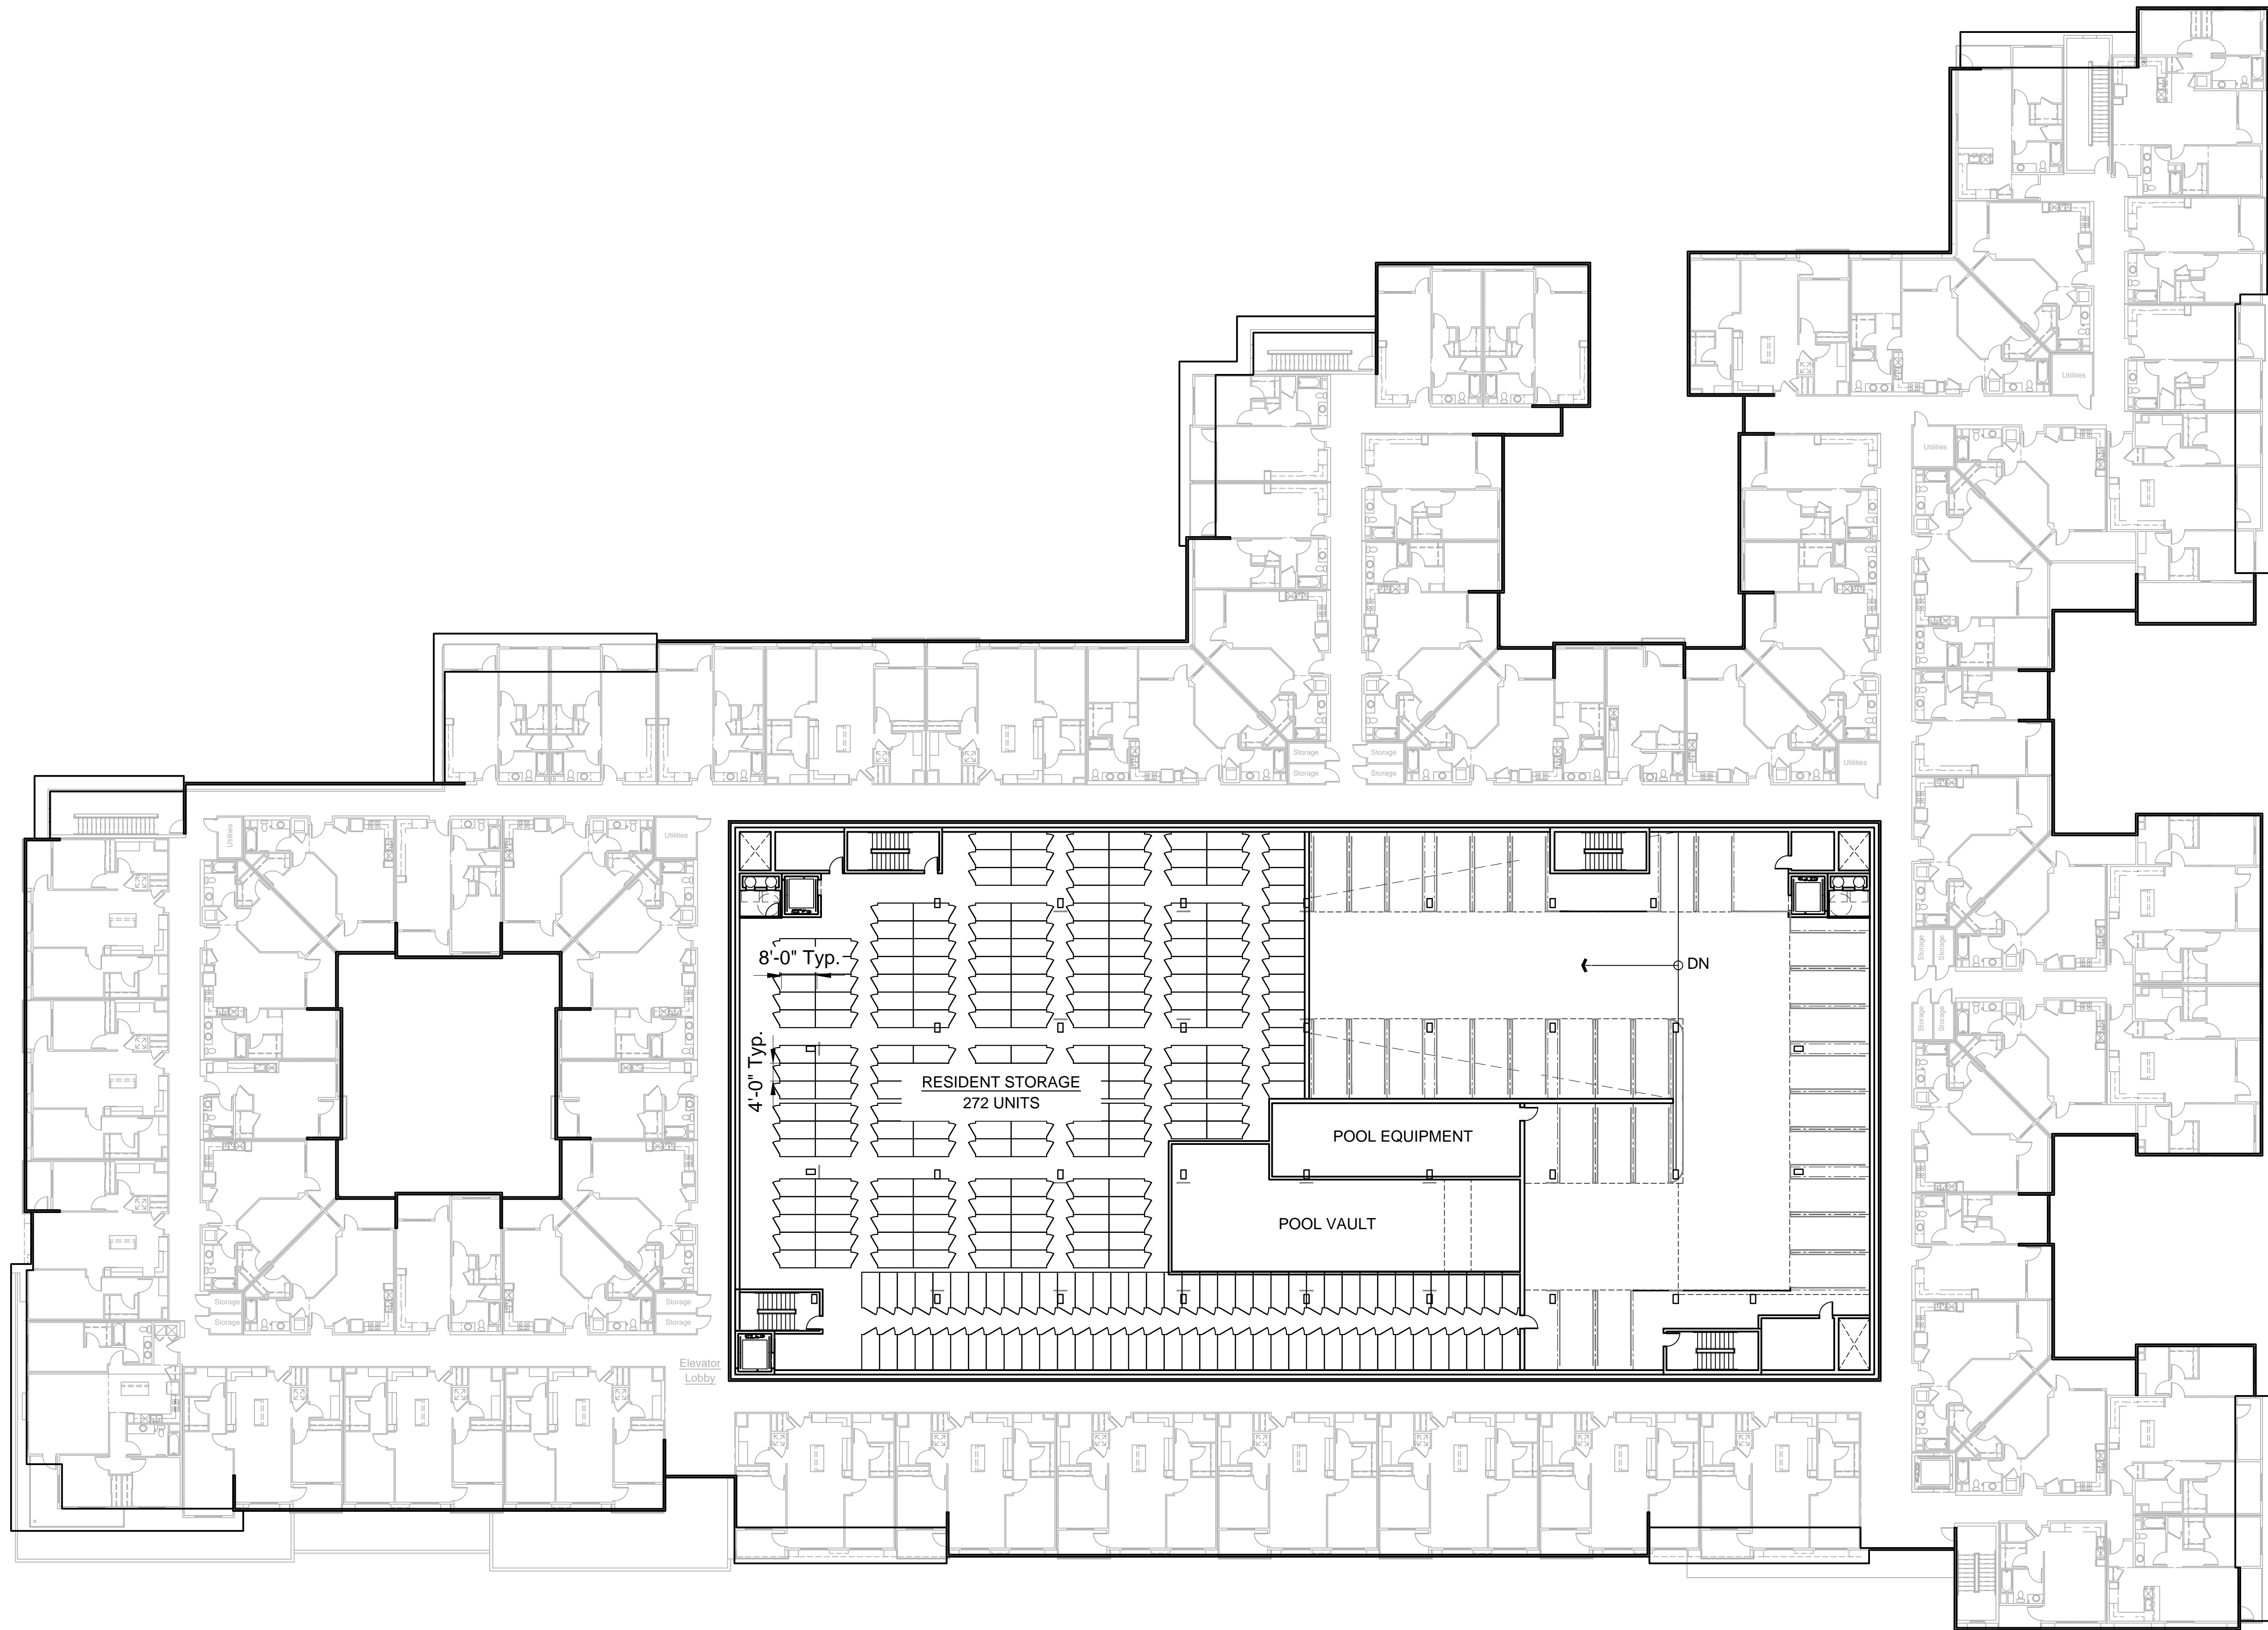 Utilities
Utilities
Storage
Storage
Storage
Storage
Utilities
Utilities
Utilities
8'-0" Typ.
DN
Storage
Storage
4'-0" Typ.
RESIDENT STORAGE
272 UNITS
Storage
Storage
POOL EQUIPMENT
POOL VAULT
Storage
Storage
Storage
Storage
Elevator
Lobby